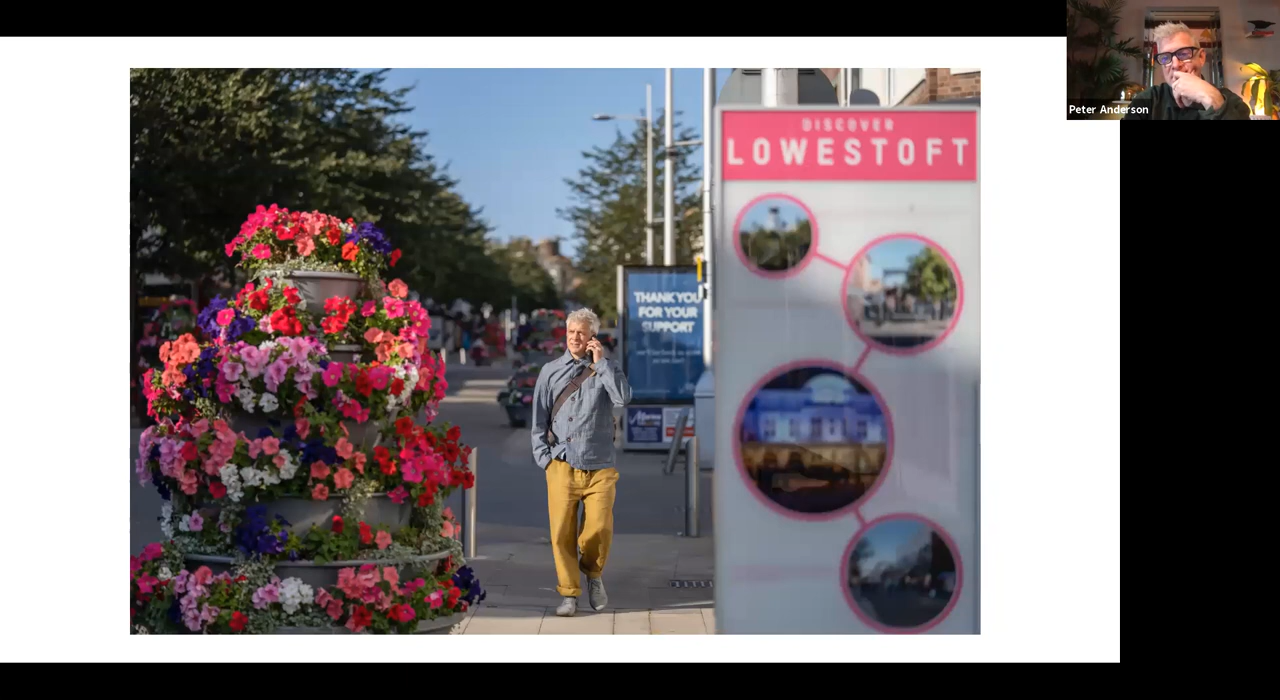 Peter Anderson
DISCOVER
LOWESTOFT
THANK YOU
FOR YOUR
SUPPORT